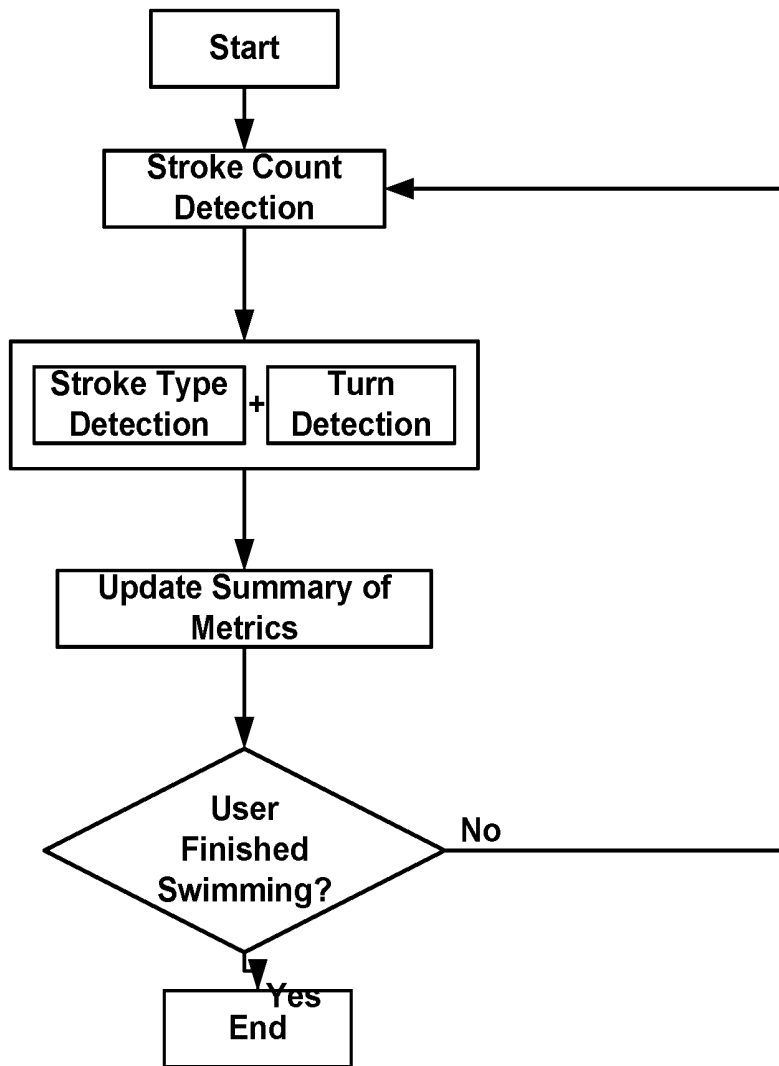 Start
Stroke Count
Detection
Stroke Type
Detection
+
Turn
Detection
Update Summary of
Metrics
User
Finished
Swimming?
No
Yes
End